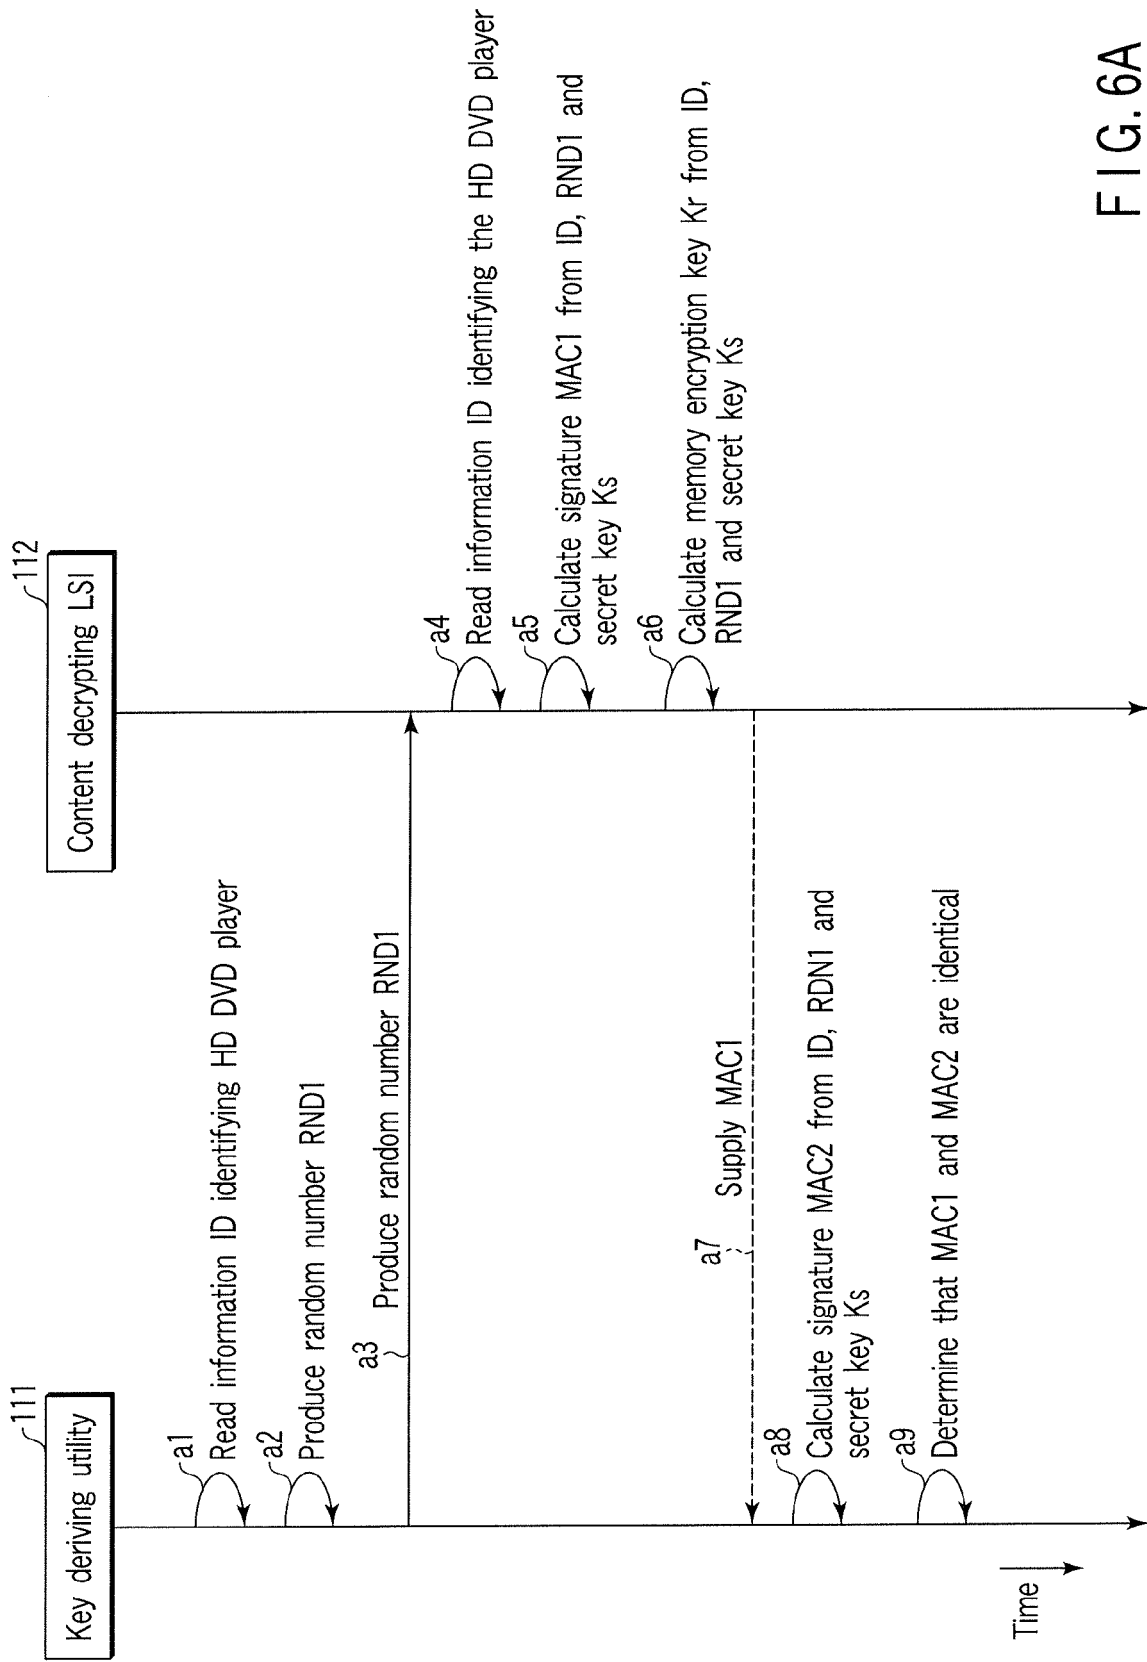 111
Key deriving utility
112
Content decrypting LSI
a1
Read information ID identifying HD DVD player
a2
Produce random number RND1
a3
Produce random number RND1
a4
Read information ID identifying the HD DVD player
a5
Calculate signature MAC1 from ID, RND1 and
secret key Ks
a6
Calculate memory encryption key Kr from ID,
RND1 and secret key Ks
a7
Supply MAC1
a8
Calculate signature MAC2 from ID, RDN1 and
secret key Ks
a9
Determine that MAC1 and MAC2 are identical
Time
FIG. 6A